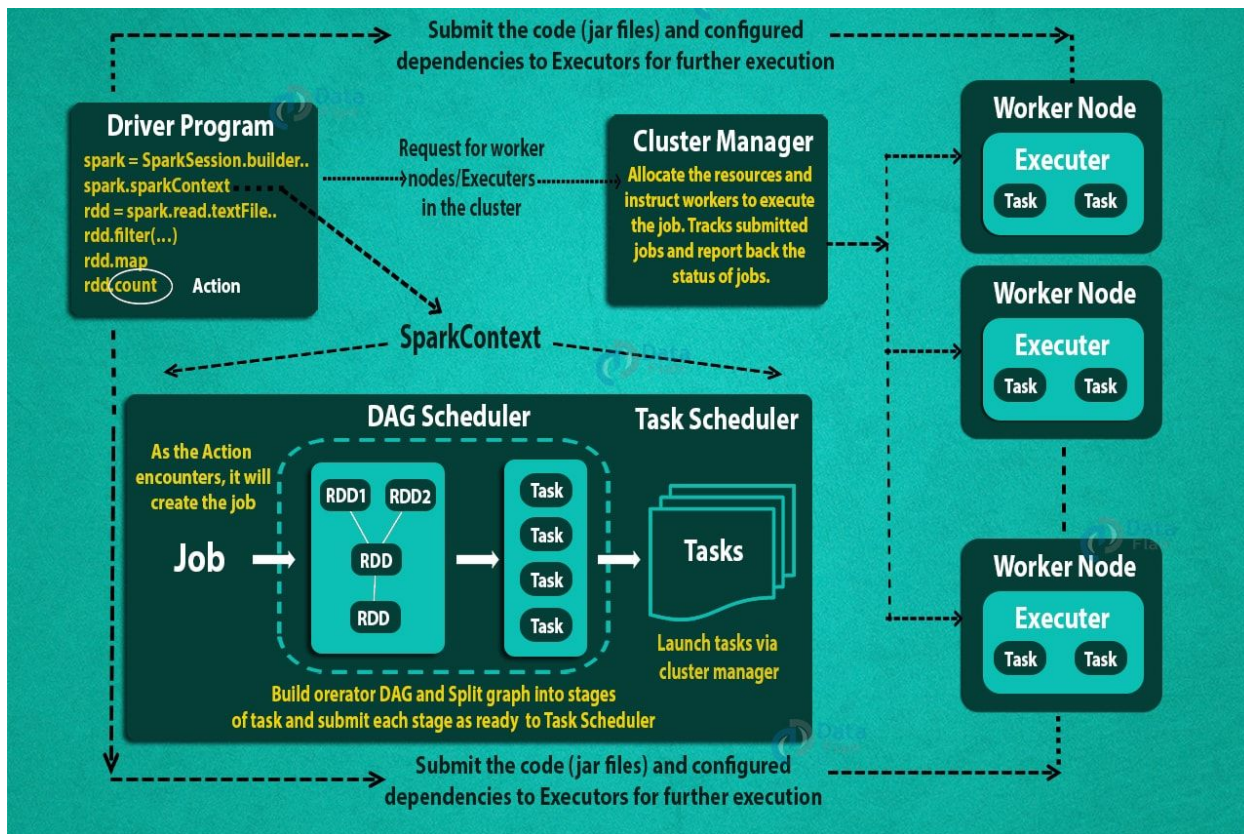 Submit the code (jar files) and configured
dependencies to Executors for further execution
Driver Program
spark = SparkSession.builder..
spark.sparkContext
rdd = spark.read.textFile..
rdd.filter(...)
rdd.map
rdd.count
Action
Request for worker
nodes/Executers
in the cluster
Cluster Manager
Allocate the resources and
instruct workers to execute
the job. Tracks submitted
jobs and report back the
status of jobs.
Worker Node
Executer
Task
Task
Worker Node
Executer
Task
Task
Worker Node
Executer
Task
Task
SparkContext
DAG Scheduler
Task Scheduler
As the Action
encounters, it will
create the job
Job
RDD1
RDD2
RDD
RDD
Task
Task
Task
Task
Tasks
Launch tasks via
cluster manager
Build orerator DAG and Split graph into stages
of task and submit each stage as ready to Task Scheduler
Submit the code (jar files) and configured
dependencies to Executors for further execution
Data
Data
Data
Data